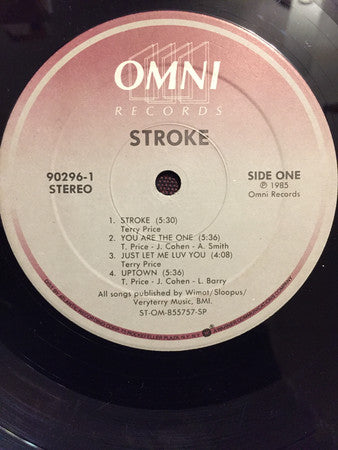 OMNI
RECORDS
STROKE
90296-1
STEREO
SIDE ONE
℗ 1985
Omni Records
1. STROKE (5:30)
Terry Price
2. YOU ARE THE ONE (5:36)
T. Price - J. Cohen - A. Smith
3. JUST LET ME LUV YOU (4:08)
Terry Price
4. UPTOWN (5:36)
T. Price - J. Cohen - L. Barry
All songs published by Wimot/Sloopus/
Veryterry Music, BMI.
ST-OM-855757-SP